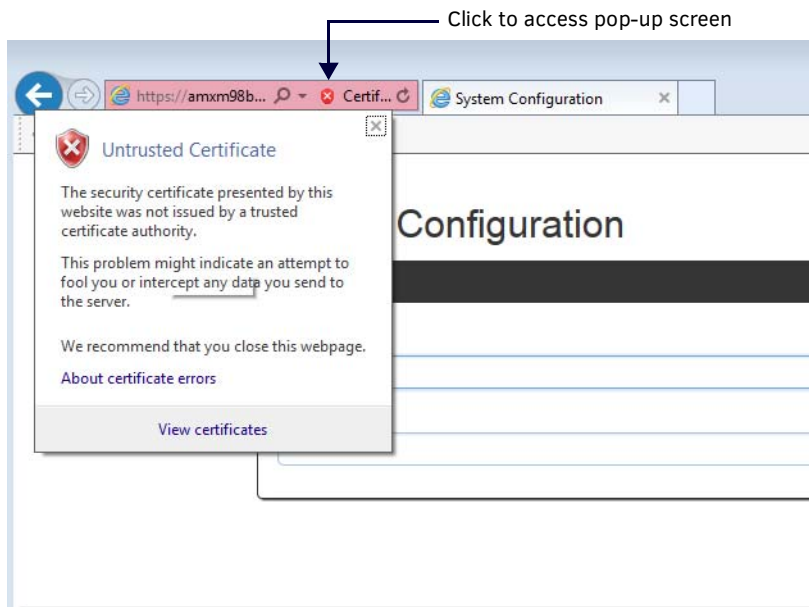 Click to access pop-up screen
https://amxm98b... Certif... System Configuration
Untrusted Certificate
Configuration
The security certificate presented by this
website was not issued by a trusted
certificate authority.
This problem might indicate an attempt to
fool you or intercept any data you send to
the server.
We recommend that you close this webpage.
About certificate errors
View certificates